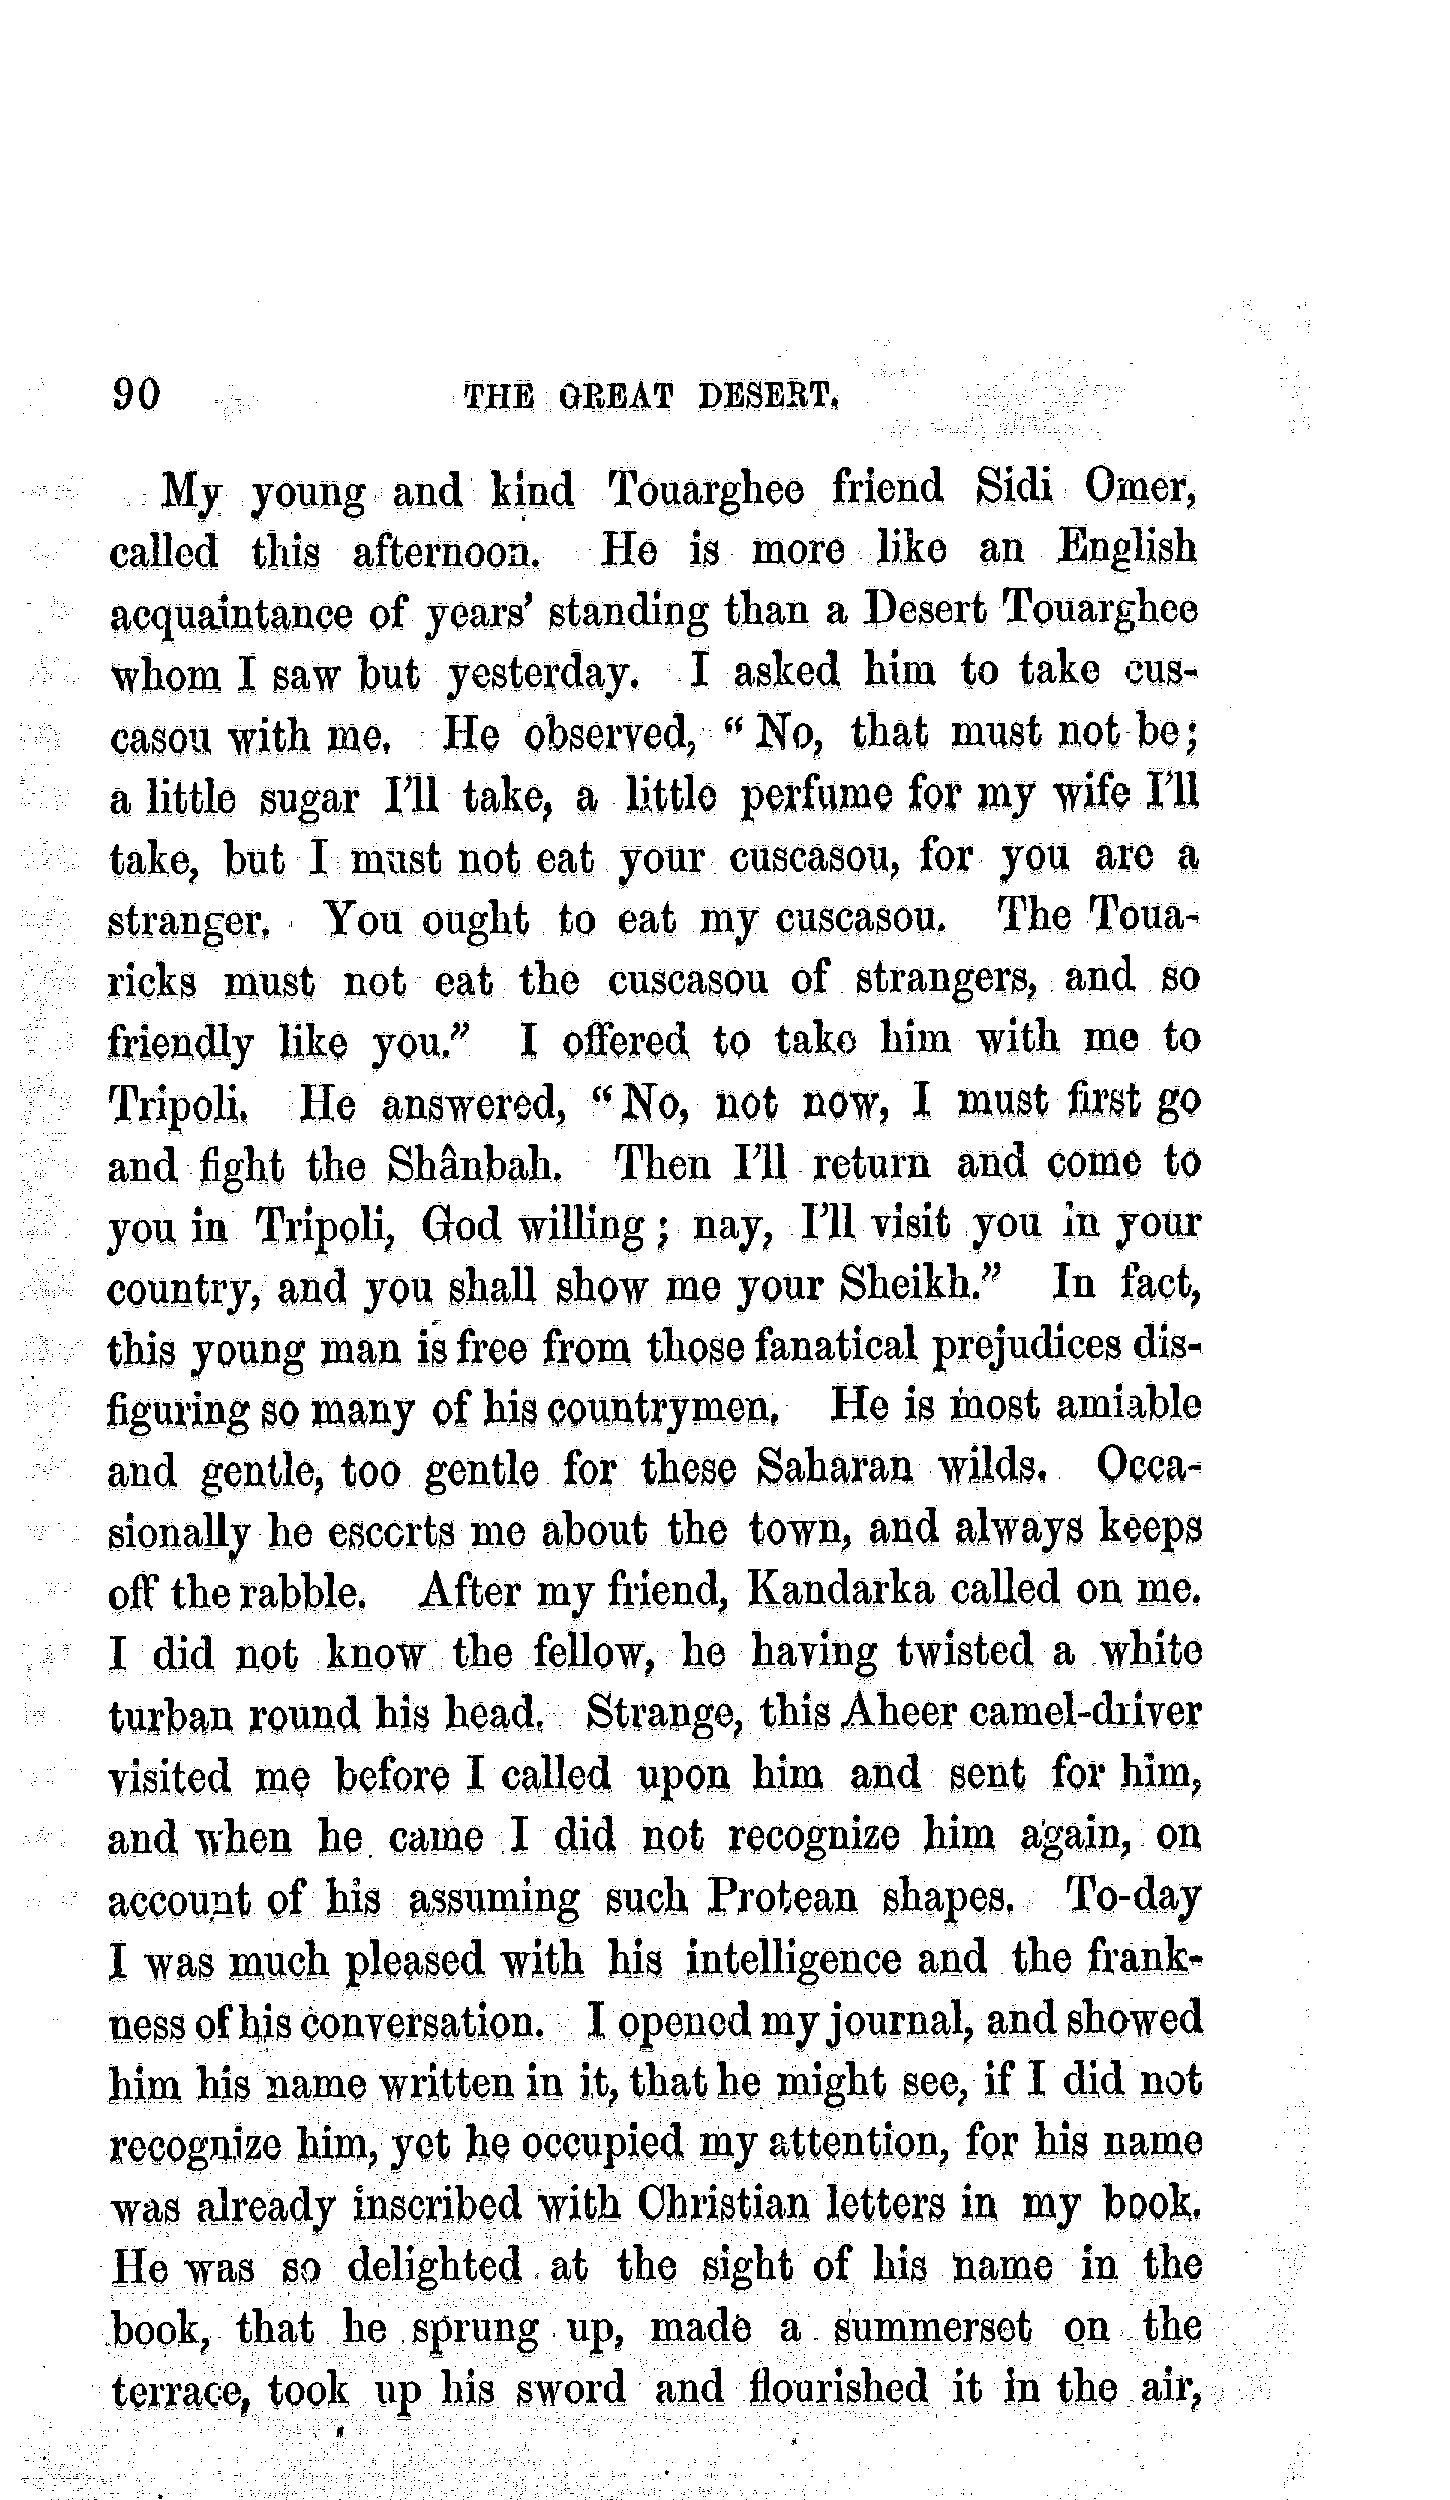 90 THE GREAT DESERT.
My young and kind Touarghee friend Sidi Omer,
called this afternoon. He is more like an English
acquaintance of years' standing than a Desert Touarghee
whom I saw but yesterday. I asked him to take cus-
casou with me. He observed, “No, that must not be;
a little sugar I'll take, a little perfume for my wife I'll
take, but I must not eat your cuscasou, for you are a
stranger. You ought to eat my cuscasou. The Toua-
ricks must not eat the cuscasou of strangers, and so
friendly like you.” I offered to take him with me to
Tripoli. He answered, “No, not now, I must first go
and fight the Shânbah. Then I'll return and come to
you in Tripoli, God willing; nay, I'll visit you in your
country, and you shall show me your Sheikh.” In fact,
this young man is free from those fanatical prejudices dis-
figuring so many of his countrymen. He is most amiable
and gentle, too gentle for these Saharan wilds. Occa-
sionally he escorts me about the town, and always keeps
off the rabble. After my friend, Kandarka called on me.
I did not know the fellow, he having twisted a white
turban round his head. Strange, this Aheer camel-driver
visited me before I called upon him and sent for him,
and when he came I did not recognize him again, on
account of his assuming such Protean shapes. To-day
I was much pleased with his intelligence and the frank-
ness of his conversation. I opened my journal, and showed
him his name written in it, that he might see, if I did not
recognize him, yet he occupied my attention, for his name
was already inscribed with Christian letters in my book.
He was so delighted at the sight of his name in the
book, that he sprung up, made a summerset on the
terrace, took up his sword and flourished it in the air,